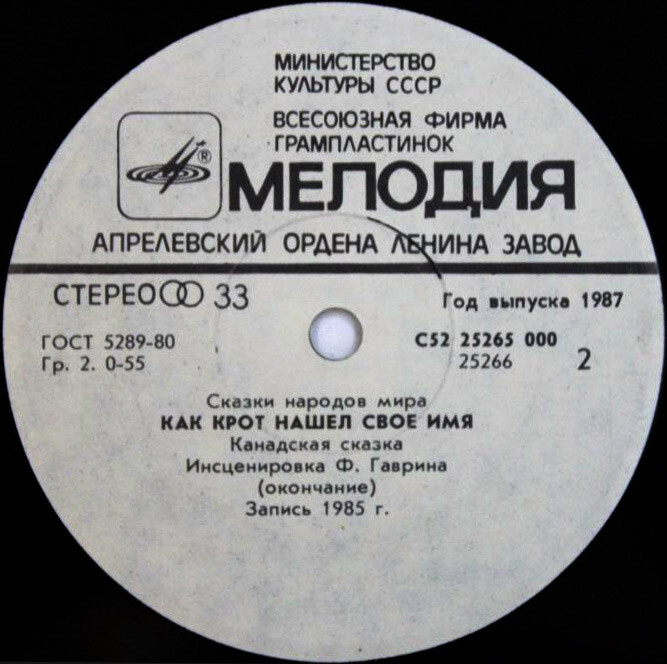 МИНИСТЕРСТВО
КУЛЬТУРЫ СССР
ВСЕСОЮЗНАЯ ФИРМА
ГРАМПЛАСТИНОК
®
МЕЛОДИЯ
АПРЕЛЕВСКИЙ ОРДЕНА ЛЕНИНА ЗАВОД
СТЕРЕО 33
Год выпуска 1987
ГОСТ 5289-80
Гр. 2. 0-55
С52 25265 000
25266
2
Сказки народов мира
КАК КРОТ НАШЕЛ СВОЕ ИМЯ
Канадская сказка
Инсценировка Ф. Гаврина
(окончание)
Запись 1985 г.